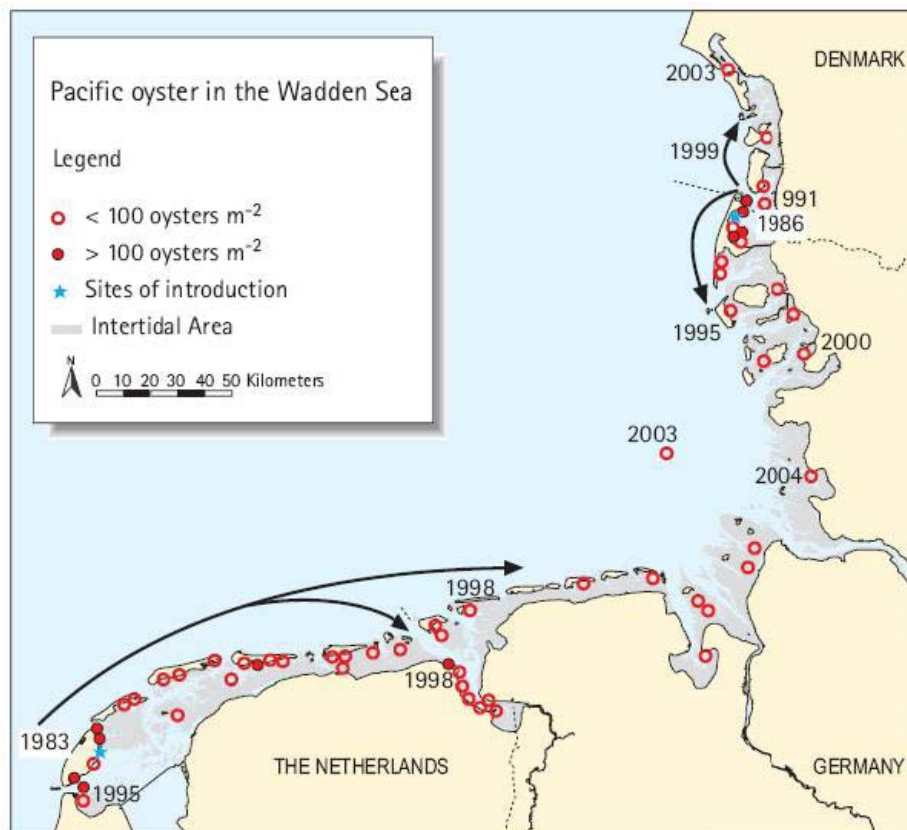 Pacific oyster in the Wadden Sea
Legend
< 100 oysters m⁻²
> 100 oysters m⁻²
Sites of introduction
Intertidal Area
N
0 10 20 30 40 50 Kilometers
DENMARK
2003
1999
1991
1986
1995
2000
2003
2004
1998
1998
1983
1995
THE NETHERLANDS
GERMANY